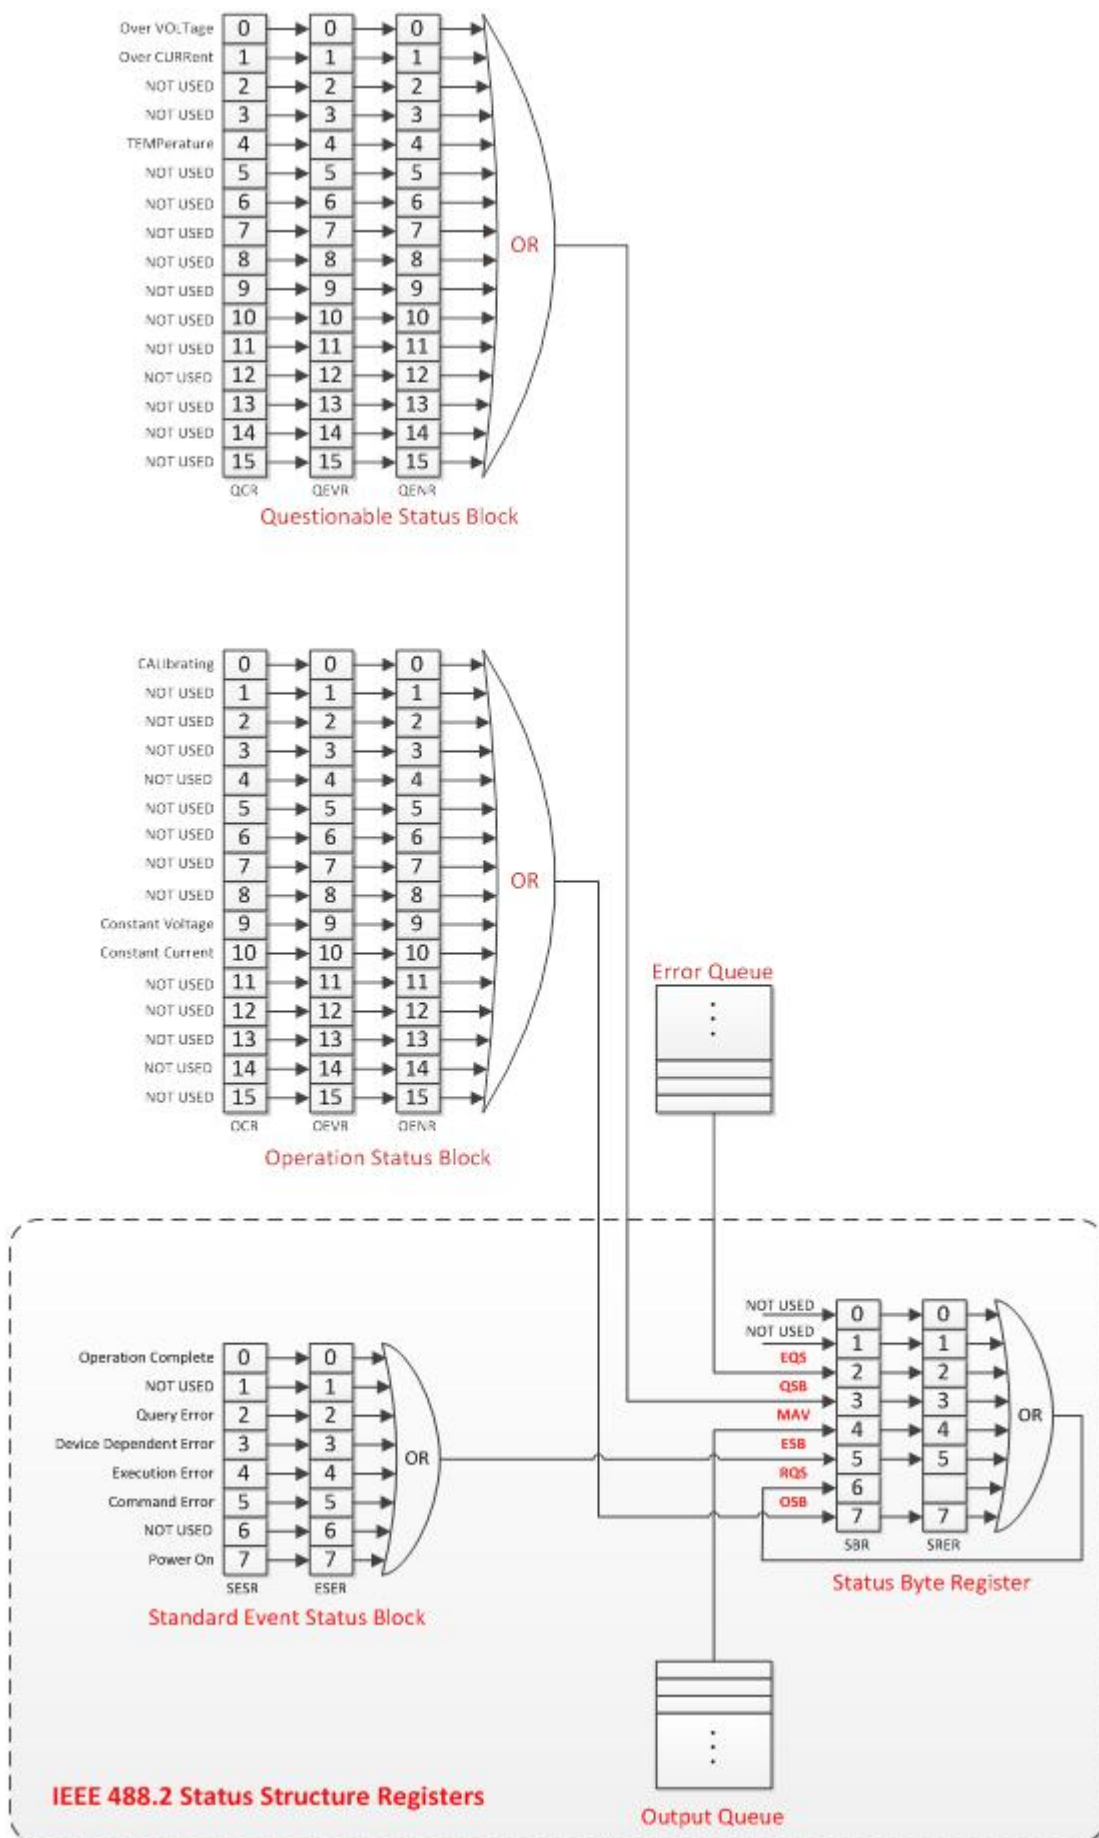 Over VOLTage 0 0 0
Over CURRent 1 1 1
NOT USED 2 2 2
NOT USED 3 3 3
TEMPerature 4 4 4
NOT USED 5 5 5
NOT USED 6 6 6
NOT USED 7 7 7
NOT USED 8 8 8
NOT USED 9 9 9
NOT USED 10 10 10
NOT USED 11 11 11
NOT USED 12 12 12
NOT USED 13 13 13
NOT USED 14 14 14
NOT USED 15 15 15
OR
QCR QEVR QENR
Questionable Status Block
CALIbrating 0 0 0
NOT USED 1 1 1
NOT USED 2 2 2
NOT USED 3 3 3
NOT USED 4 4 4
NOT USED 5 5 5
NOT USED 6 6 6
NOT USED 7 7 7
NOT USED 8 8 8
Constant Voltage 9 9 9
Constant Current 10 10 10
NOT USED 11 11 11
NOT USED 12 12 12
NOT USED 13 13 13
NOT USED 14 14 14
NOT USED 15 15 15
OR
OCR OEVR OENR
Operation Status Block
Error Queue
Operation Complete 0 0
NOT USED 1 1
Query Error 2 2
Device Dependent Error 3 3
Execution Error 4 4
Command Error 5 5
NOT USED 6 6
Power On 7 7
OR
SESR ESER
Standard Event Status Block
NOT USED 0 0
NOT USED 1 1
EQS 2 2
QSB 3 3
MAV 4 4
ESB 5 5
RQS 6
OSB 7 7
OR
SBR SRER
Status Byte Register
Output Queue
IEEE 488.2 Status Structure Registers